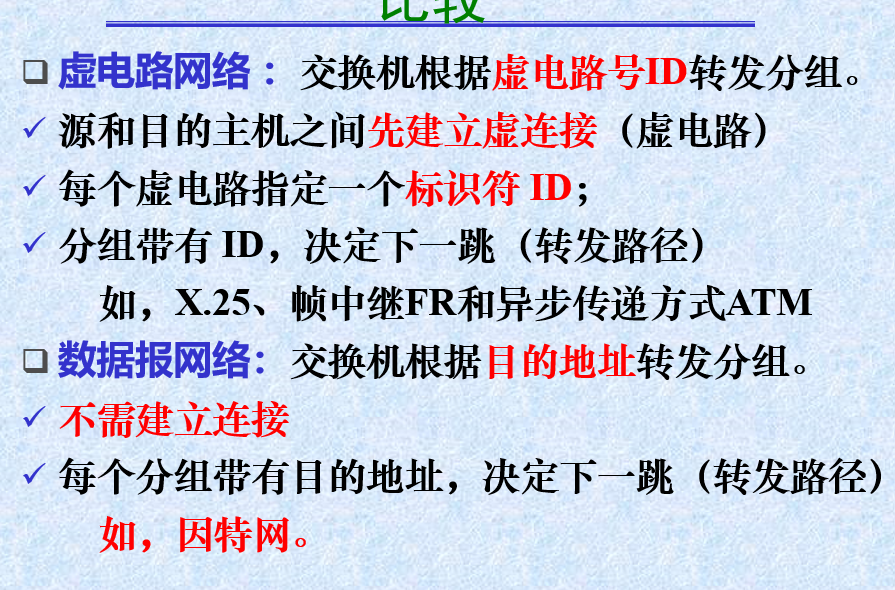 比较
虚电路网络： 交换机根据虚电路号ID转发分组。
源和目的主机之间先建立虚连接（虚电路）
每个虚电路指定一个标识符 ID；
分组带有 ID，决定下一跳（转发路径）
如，X.25、帧中继FR和异步传递方式ATM
数据报网络：交换机根据目的地址转发分组。
不需建立连接
每个分组带有目的地址，决定下一跳（转发路径）
如，因特网。